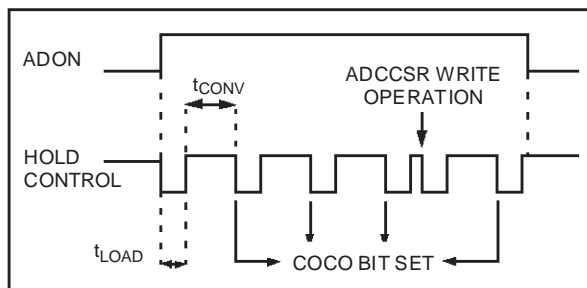 ADON
ADCCSR WRITE
OPERATION
tCONV
HOLD
CONTROL
tLOAD
COCO BIT SET